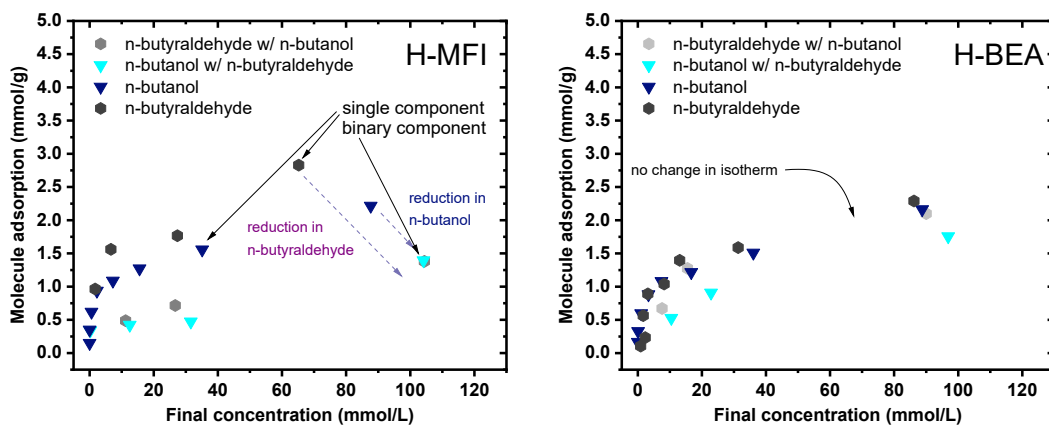 H-MFI
n-butyraldehyde w/ n-butanol
n-butanol w/ n-butyraldehyde
n-butanol
n-butyraldehyde
single component
binary component
reduction in
n-butanol
reduction in
n-butyraldehyde
Molecule adsorption (mmol/g)
5.0
4.5
4.0
3.5
3.0
2.5
2.0
1.5
1.0
0.5
0.0
0 20 40 60 80 100 120
Final concentration (mmol/L)
H-BEA
n-butyraldehyde w/ n-butanol
n-butanol w/ n-butyraldehyde
n-butanol
n-butyraldehyde
no change in isotherm
Molecule adsorption (mmol/g)
5.0
4.5
4.0
3.5
3.0
2.5
2.0
1.5
1.0
0.5
0.0
0 20 40 60 80 100 120
Final concentration (mmol/L)